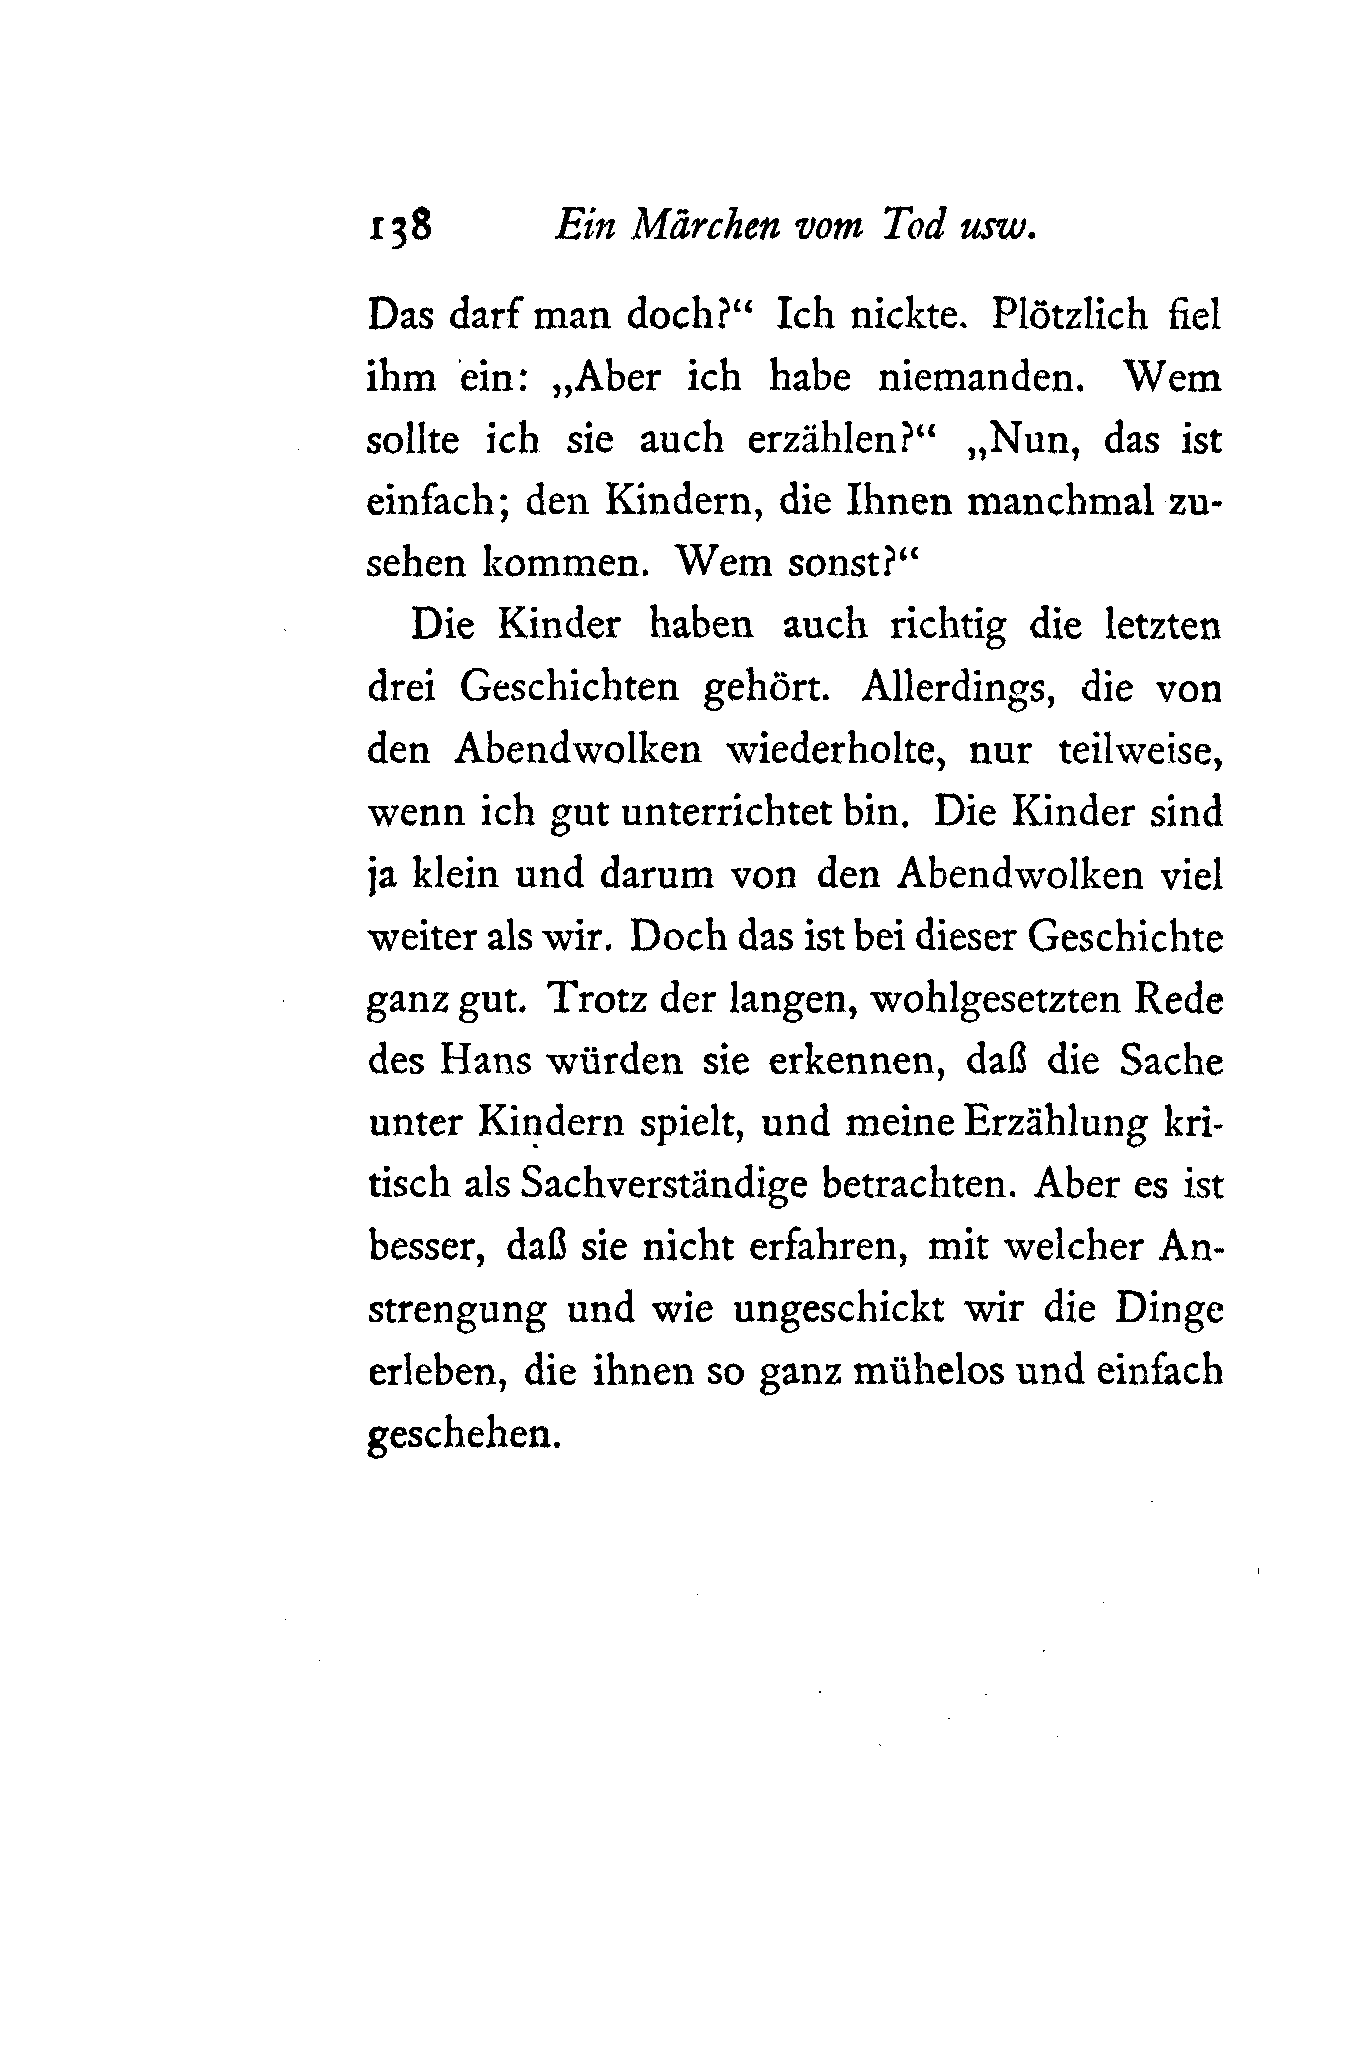 138 Ein Märchen vom Tod usw.
Das darf man doch?“ Ich nickte. Plötzlich fiel
ihm ein: „Aber ich habe niemanden. Wem
sollte ich sie auch erzählen?“ „Nun, das ist
einfach; den Kindern, die Ihnen manchmal zu-
sehen kommen. Wem sonst?“
Die Kinder haben auch richtig die letzten
drei Geschichten gehört. Allerdings, die von
den Abendwolken wiederholte, nur teilweise,
wenn ich gut unterrichtet bin. Die Kinder sind
ja klein und darum von den Abendwolken viel
weiter als wir. Doch das ist bei dieser Geschichte
ganz gut. Trotz der langen, wohlgesetzten Rede
des Hans würden sie erkennen, daß die Sache
unter Kindern spielt, und meine Erzählung kri-
tisch als Sachverständige betrachten. Aber es ist
besser, daß sie nicht erfahren, mit welcher An-
strengung und wie ungeschickt wir die Dinge
erleben, die ihnen so ganz mühelos und einfach
geschehen.